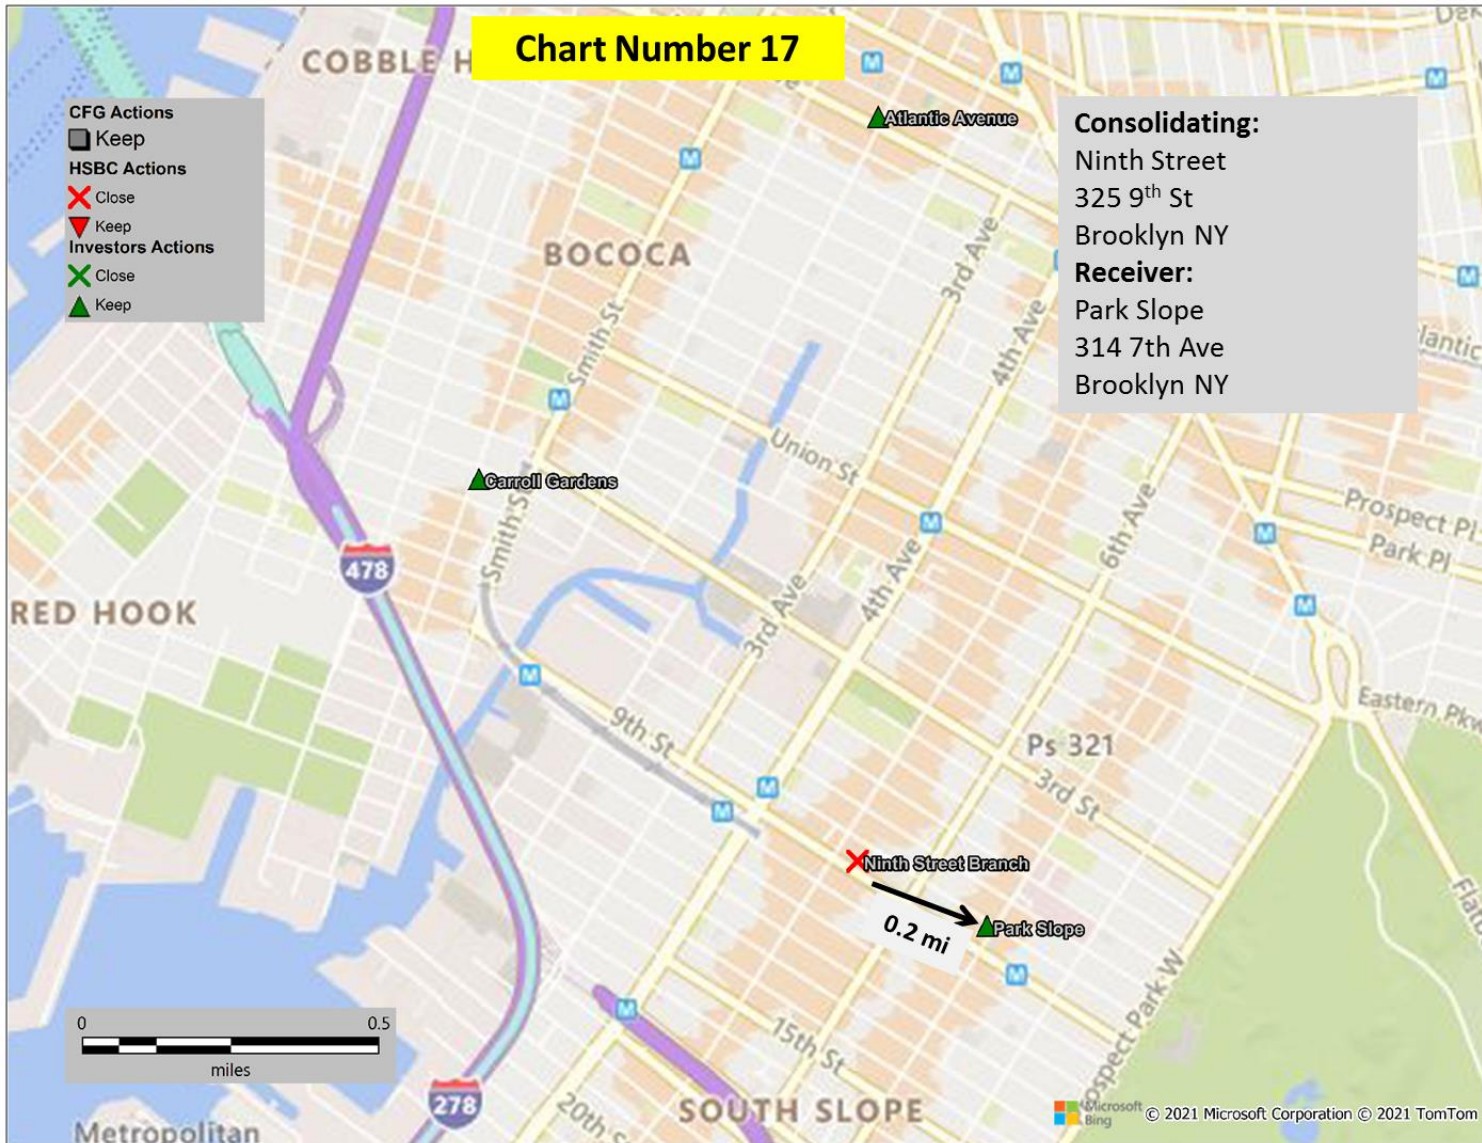 Chart Number 17
COBBLE H
CFG Actions
Keep
HSBC Actions
Close
Keep
Investors Actions
Close
Keep
Atlantic Avenue
Consolidating:
Ninth Street
325 9th St
Brooklyn NY
Receiver:
Park Slope
314 7th Ave
Brooklyn NY
M
M
M
M
M
M
BOCOCA
3rd Ave
4th Ave
Smith St
lantic
M
Union St
Carroll Gardens
Smith St
M
6th Ave
Prospect Pl
M
Park Pl
478
4th Ave
3rd Ave
M
RED HOOK
M
9th St
Eastern Pkw
Ps 321
3rd St
M
M
Ninth Street Branch
0.2 mi
Park Slope
M
Prospect Park W
M
15th St
0 0.5
miles
278
20th St
SOUTH SLOPE
Metropolitan
Microsoft
Bing
© 2021 Microsoft Corporation © 2021 TomTom